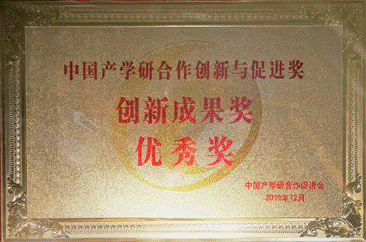 中国产学研合作创新与促进奖
创新成果奖
优秀奖
中国产学研合作促进会
2019年12月